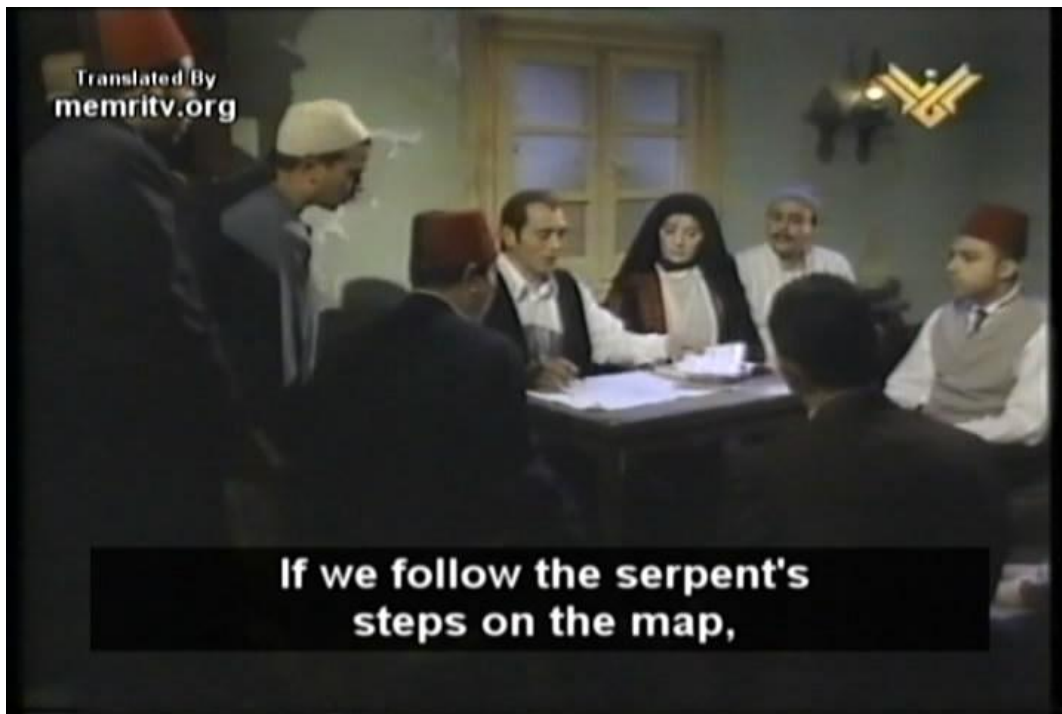 Translated By
memritv.org
If we follow the serpent's
steps on the map,